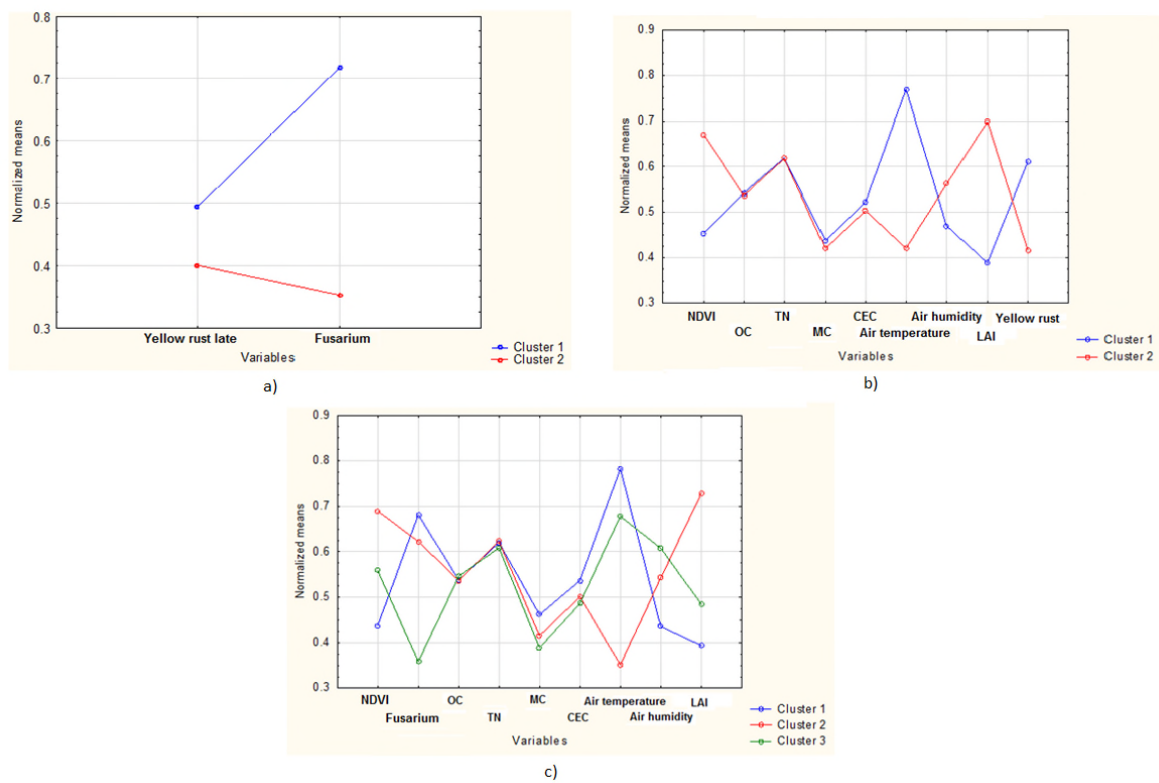 0.8
0.7
0.6
0.5
0.4
0.3
Normalized means
Yellow rust late Fusarium
Variables
Cluster 1
Cluster 2
a)
0.9
0.8
0.7
0.6
0.5
0.4
0.3
Normalized means
NDVI TN CEC Air humidity Yellow rust
OC MC Air temperature LAI
Variables
Cluster 1
Cluster 2
b)
0.9
0.8
0.7
0.6
0.5
0.4
0.3
Normalized means
NDVI OC MC Air temperature LAI
Fusarium TN CEC Air humidity
Variables
Cluster 1
Cluster 2
Cluster 3
c)